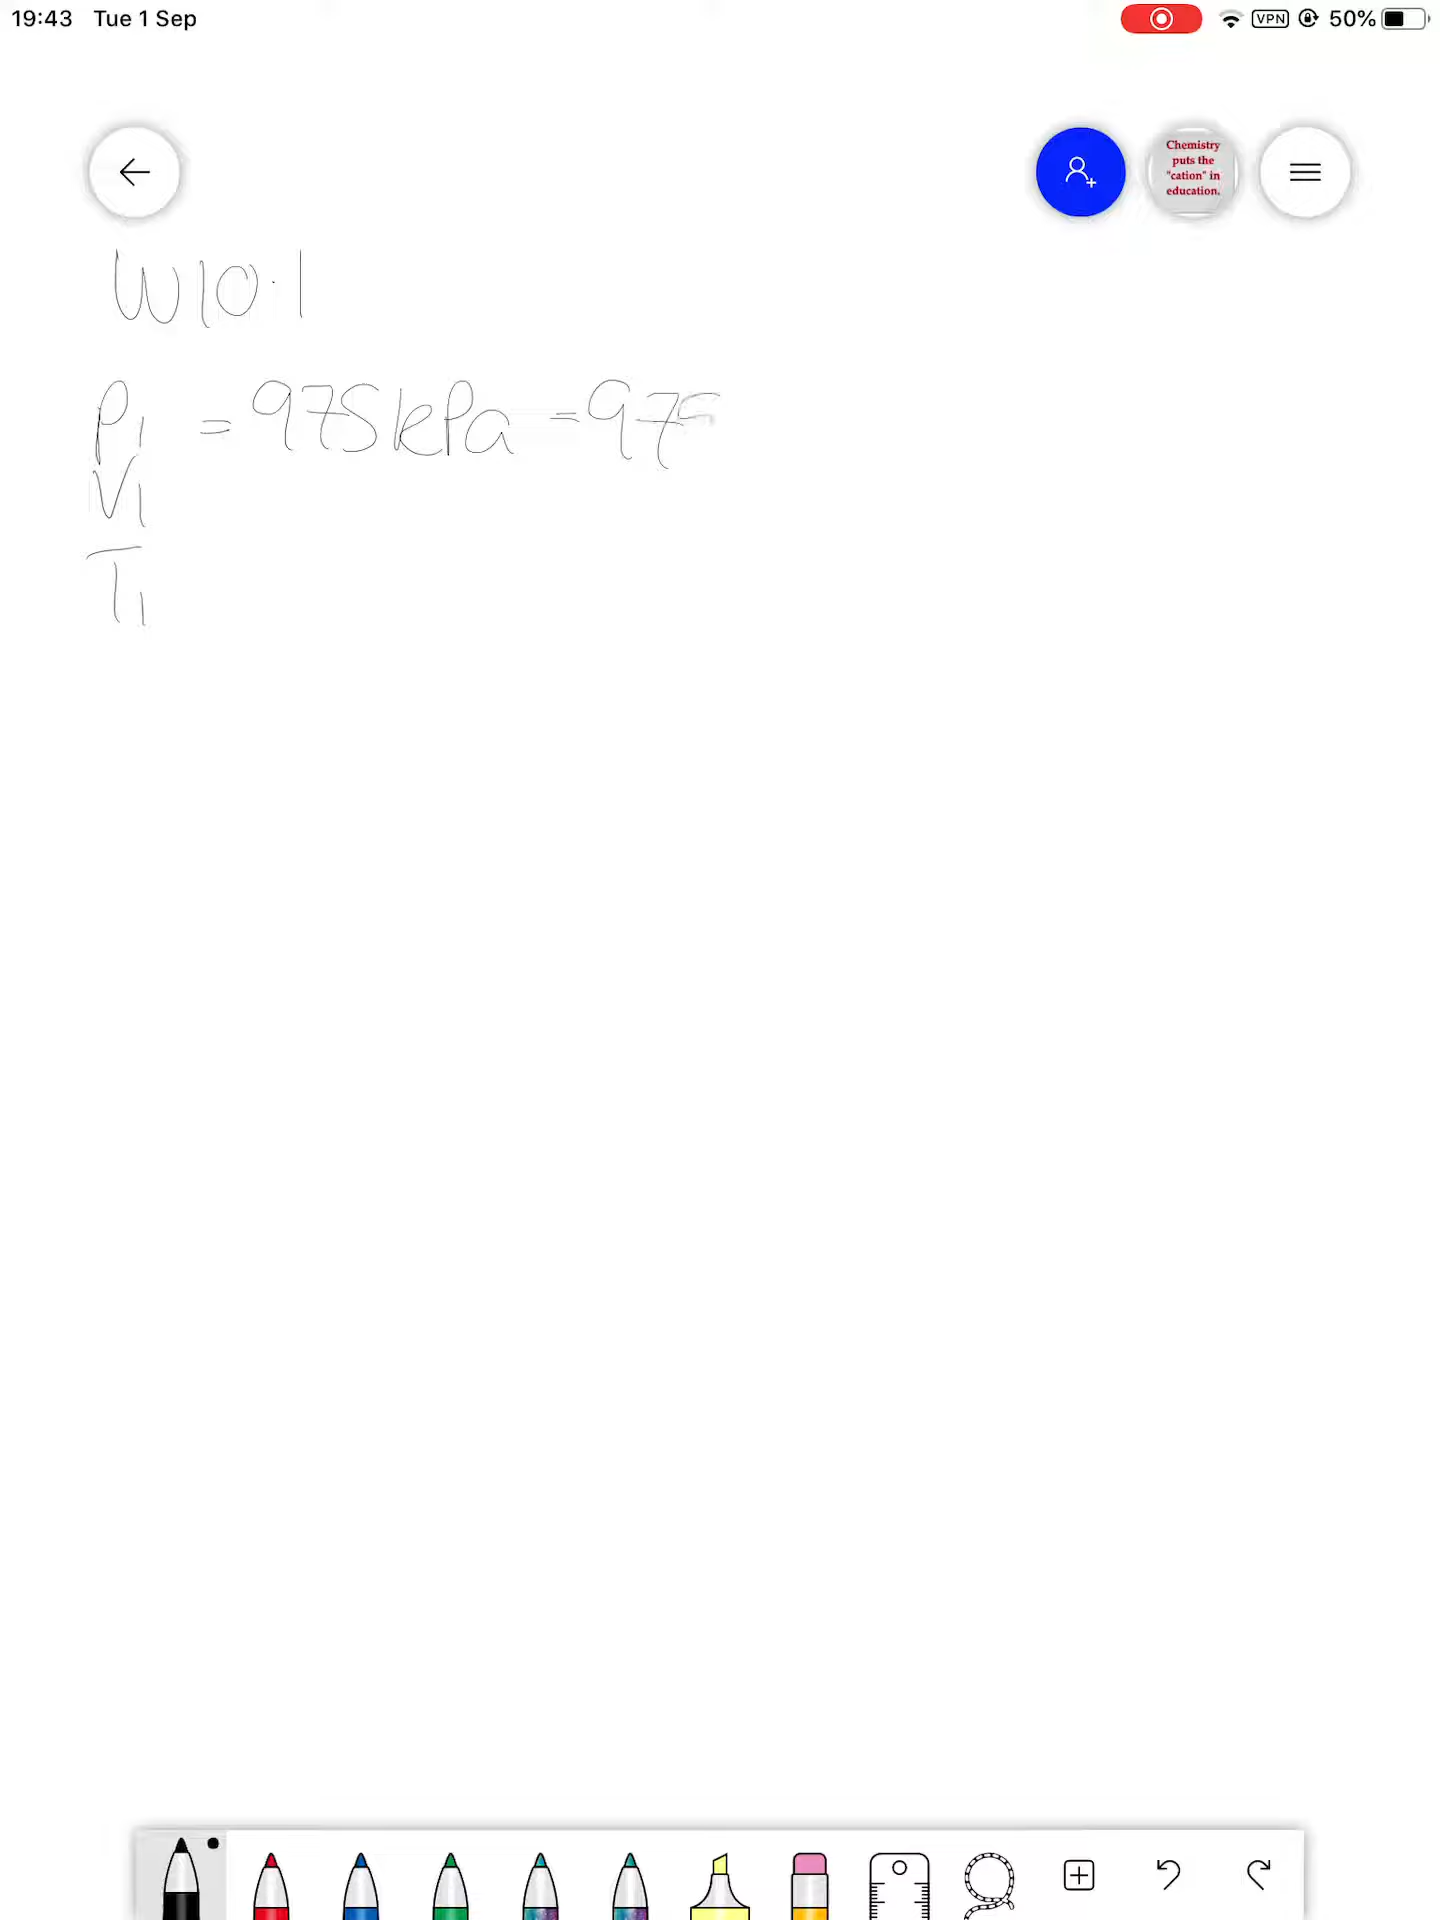 19:43 Tue 1 Sep
VPN 50%
Chemistry
puts the
"cation" in
education.
W10.1
P1 = 975kPa = 975
V1
T1